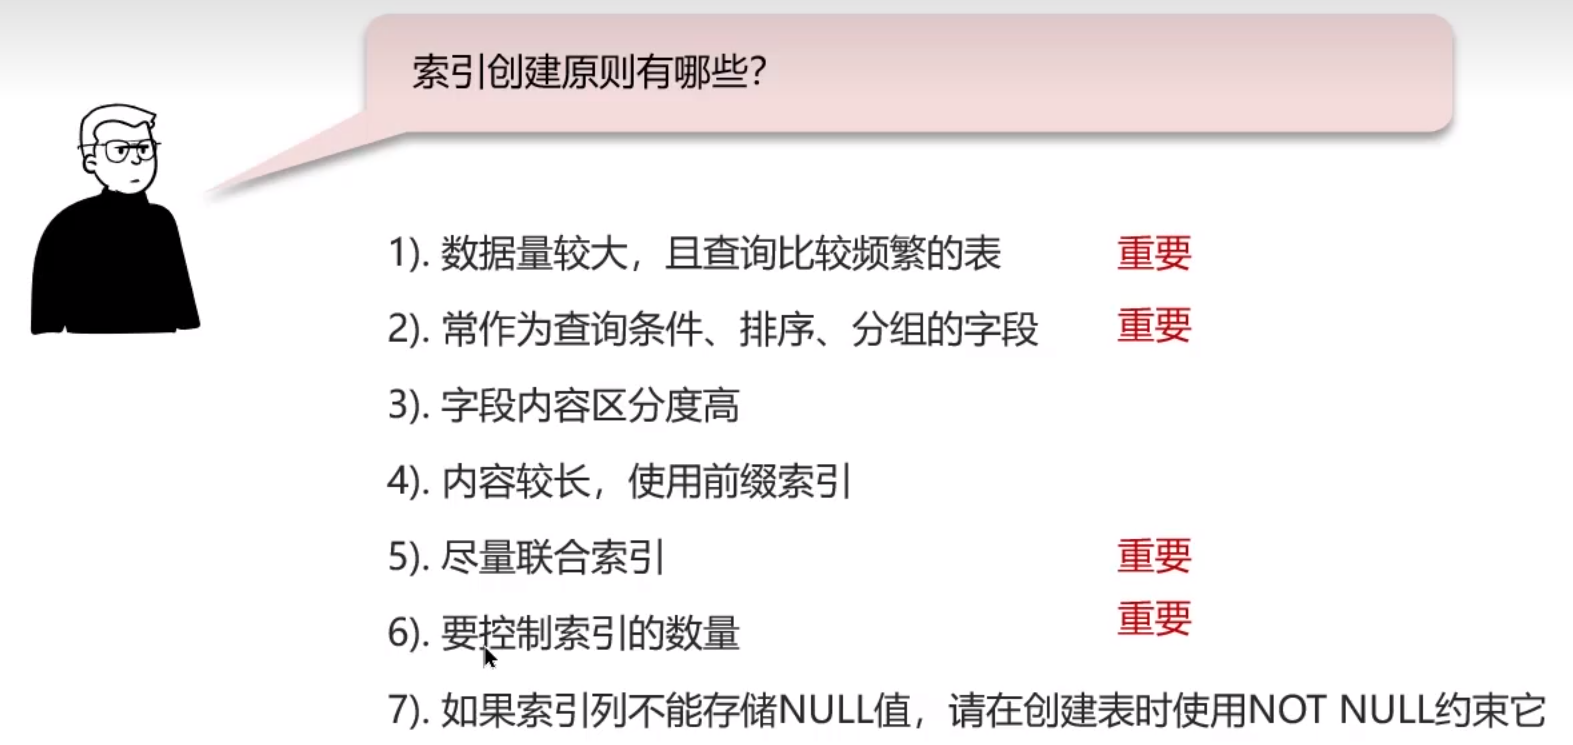 索引创建原则有哪些？
1). 数据量较大，且查询比较频繁的表 重要
2). 常作为查询条件、排序、分组的字段 重要
3). 字段内容区分度高
4). 内容较长，使用前缀索引
5). 尽量联合索引 重要
6). 要控制索引的数量 重要
7). 如果索引列不能存储NULL值，请在创建表时使用NOT NULL约束它